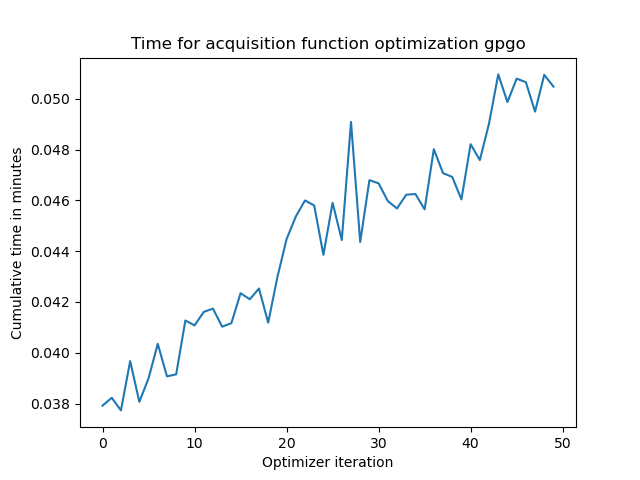 Time for acquisition function optimization gpgo
Cumulative time in minutes
0.050
0.048
0.046
0.044
0.042
0.040
0.038
0 10 20 30 40 50
Optimizer iteration